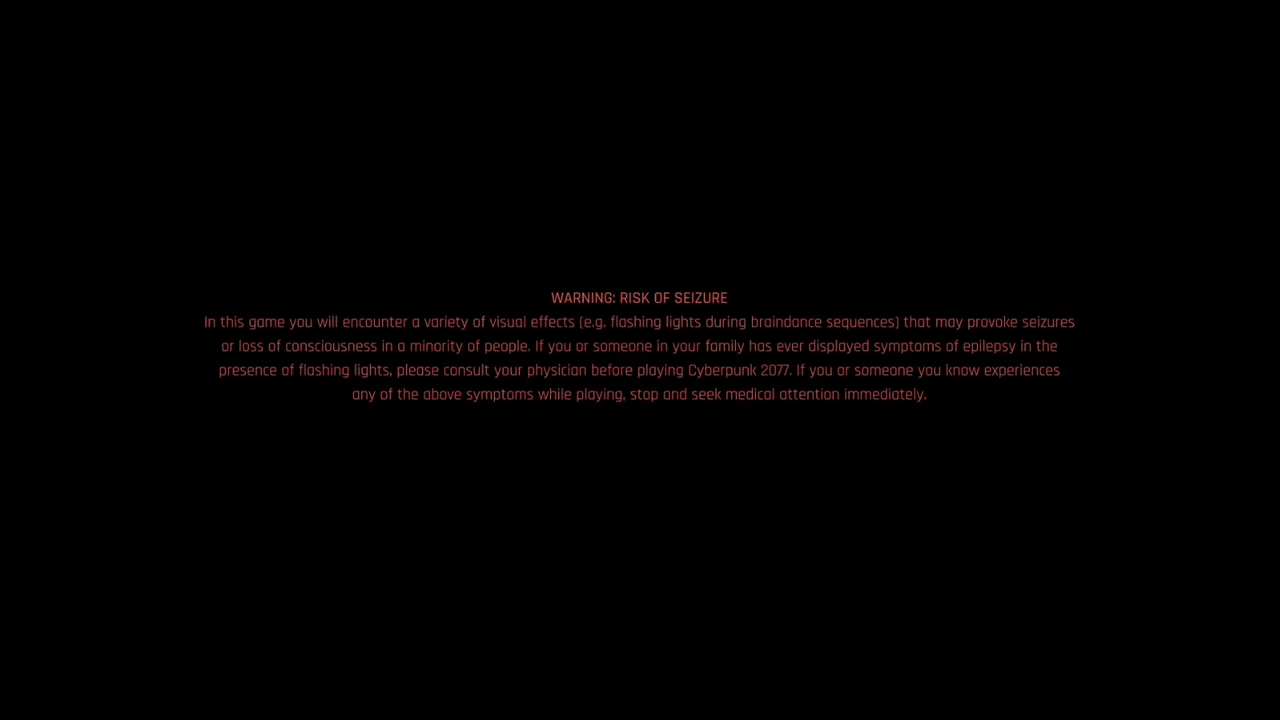 WARNING: RISK OF SEIZURE
In this game you will encounter a variety of visual effects (e.g. flashing lights during braindance sequences) that may provoke seizures
or loss of consciousness in a minority of people. If you or someone in your family has ever displayed symptoms of epilepsy in the
presence of flashing lights, please consult your physician before playing Cyberpunk 2077. If you or someone you know experiences
any of the above symptoms while playing, stop and seek medical attention immediately.